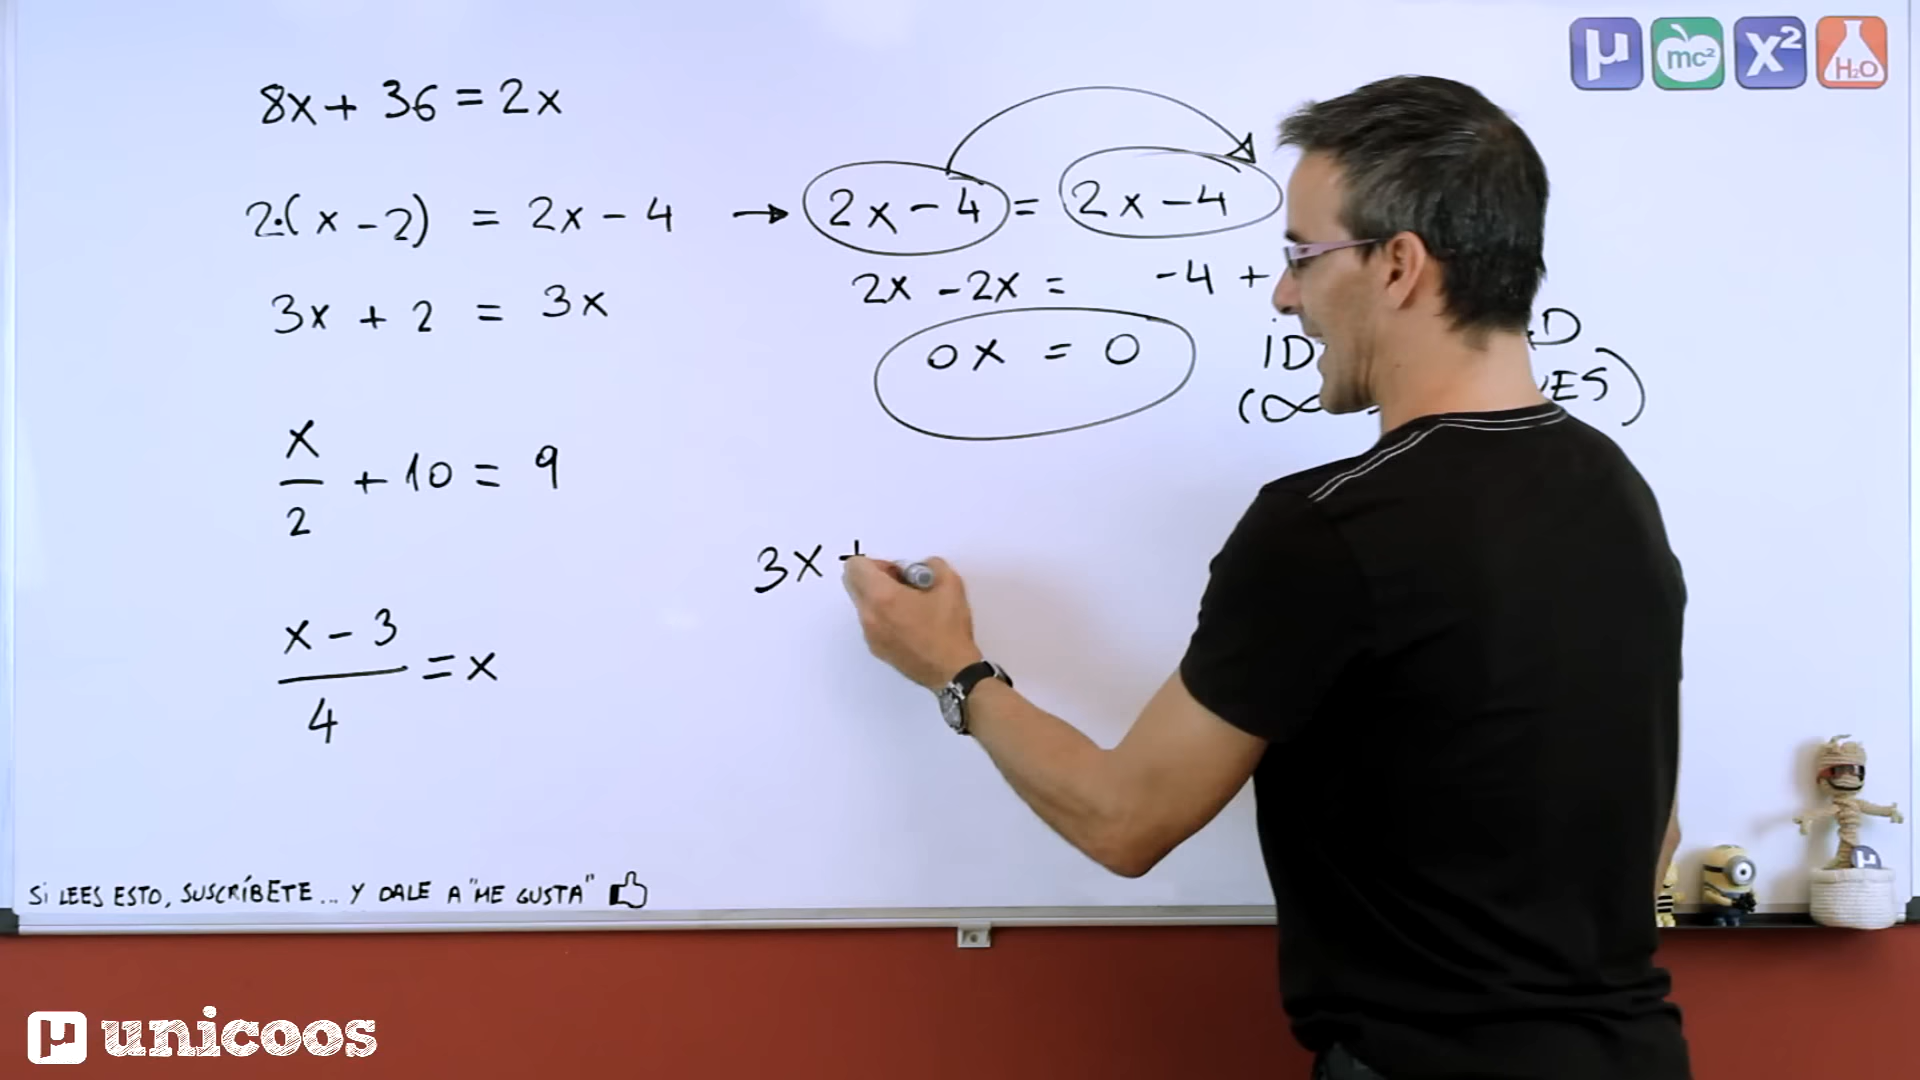 8x + 36 = 2x
2·(x - 2) = 2x - 4 → 2x - 4 = 2x - 4
2x - 2x = -4 +
0x = 0
3x + 2 = 3x
x/2 + 10 = 9
(x - 3)/4 = x
3x +
SI LEES ESTO, SUSCRÍBETE... Y DALE A "ME GUSTA"
µ mc² x² H₂O
µ unicoos